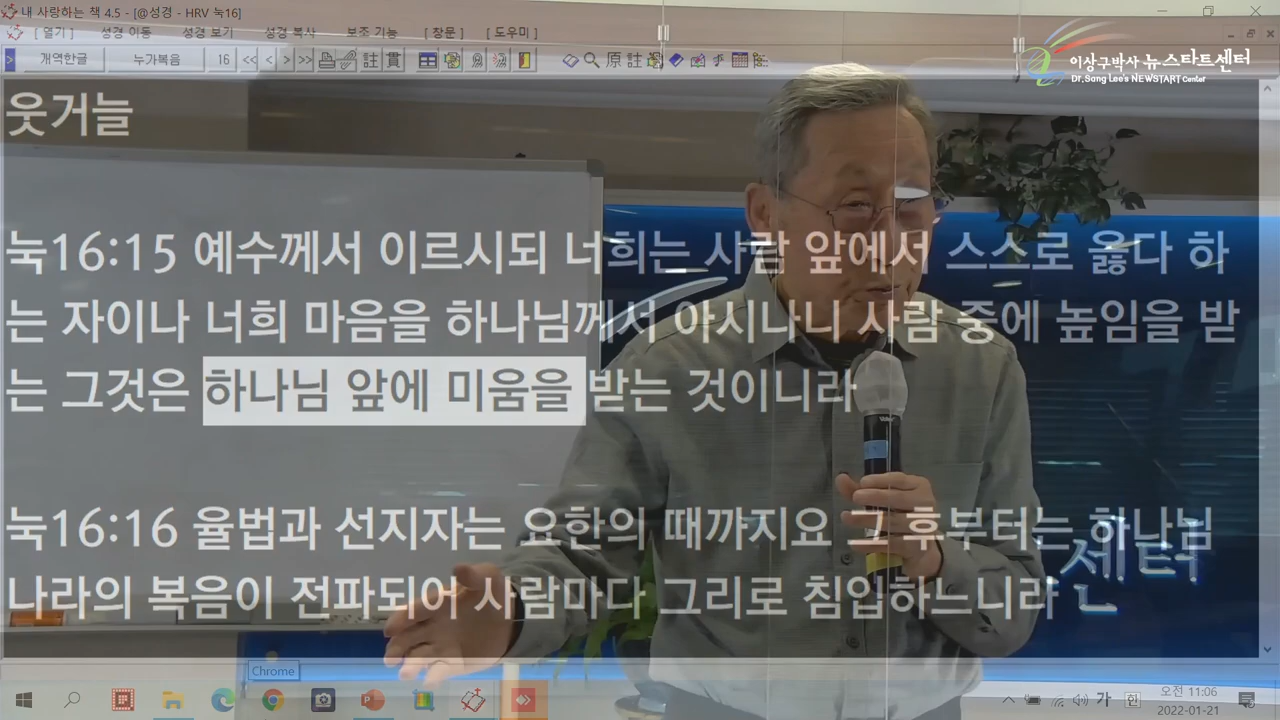 내 사랑하는 책 4.5 - [@성경 - HRV 눅16]
[ 열기 ] 성경 이동 성경 보기 성경 복사 보조 기능 [ 창문 ] [ 도우미 ]
> 개역한글 누가복음 16 << < > >> 註 貫 原 註
이상구박사 뉴스타트센터
Dr. Sang Lee's NEWSTART Center
웃거늘
눅16:15 예수께서 이르시되 너희는 사람 앞에서 스스로 옳다 하
는 자이나 너희 마음을 하나님께서 아시나니 사람 중에 높임을 받
는 그것은 하나님 앞에 미움을 받는 것이니라
눅16:16 율법과 선지자는 요한의 때까지요 그 후부터는 하나님
나라의 복음이 전파되어 사람마다 그리로 침입하느니라
센터
Chrome
가 한 오전 11:06
2022-01-21